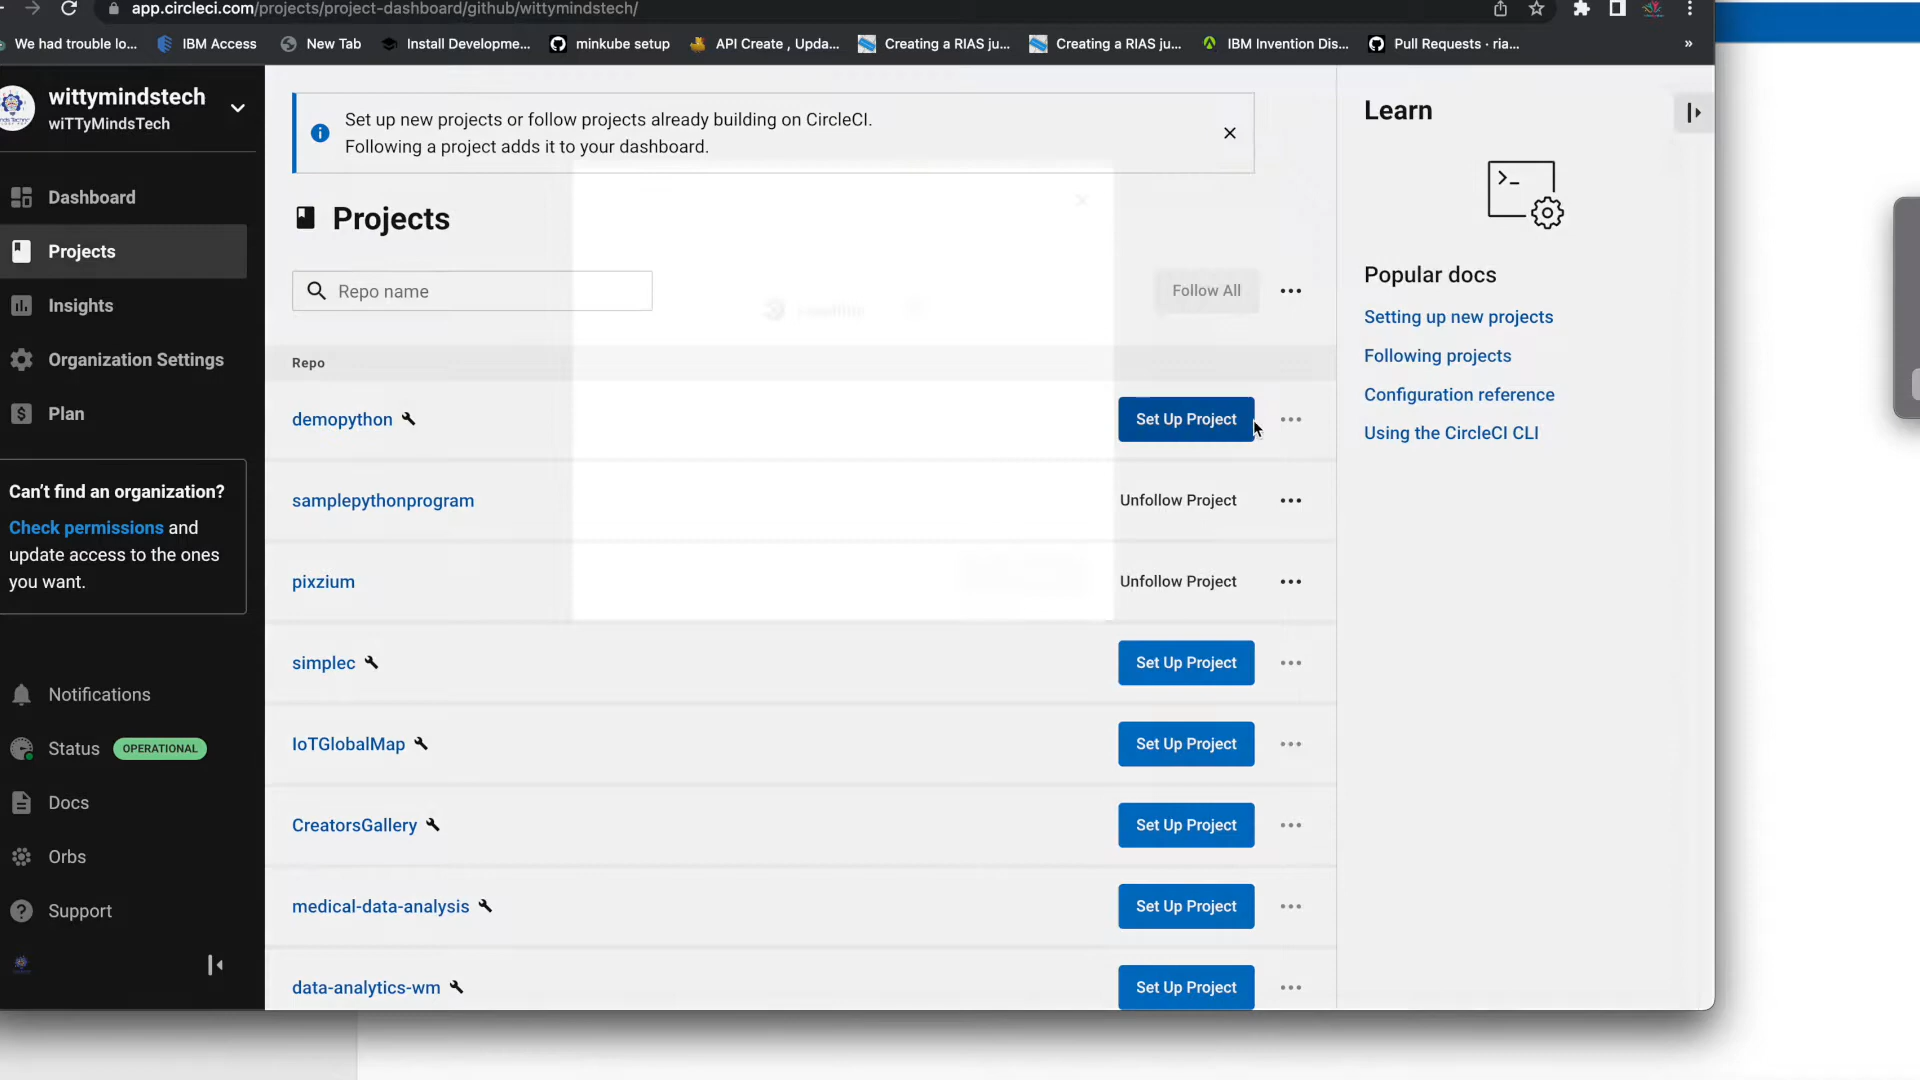 app.circleci.com/projects/project-dashboard/github/wittymindstech/
We had trouble lo...
IBM Access
New Tab
Install Developme...
minkube setup
API Create , Upda...
Creating a RIAS ju...
Creating a RIAS ju...
IBM Invention Dis...
Pull Requests · ria...
»
wittymindstech
wiTTyMindsTech
Dashboard
Projects
Insights
Organization Settings
Plan
Can't find an organization?
Check permissions and
update access to the ones
you want.
Notifications
Status OPERATIONAL
Docs
Orbs
Support
Set up new projects or follow projects already building on CircleCI.
Following a project adds it to your dashboard.
Projects
Repo name
Follow All
Repo
demopython
Set Up Project
samplepythonprogram
Unfollow Project
pixzium
Unfollow Project
simplec
Set Up Project
IoTGlobalMap
Set Up Project
CreatorsGallery
Set Up Project
medical-data-analysis
Set Up Project
data-analytics-wm
Set Up Project
Learn
Popular docs
Setting up new projects
Following projects
Configuration reference
Using the CircleCI CLI